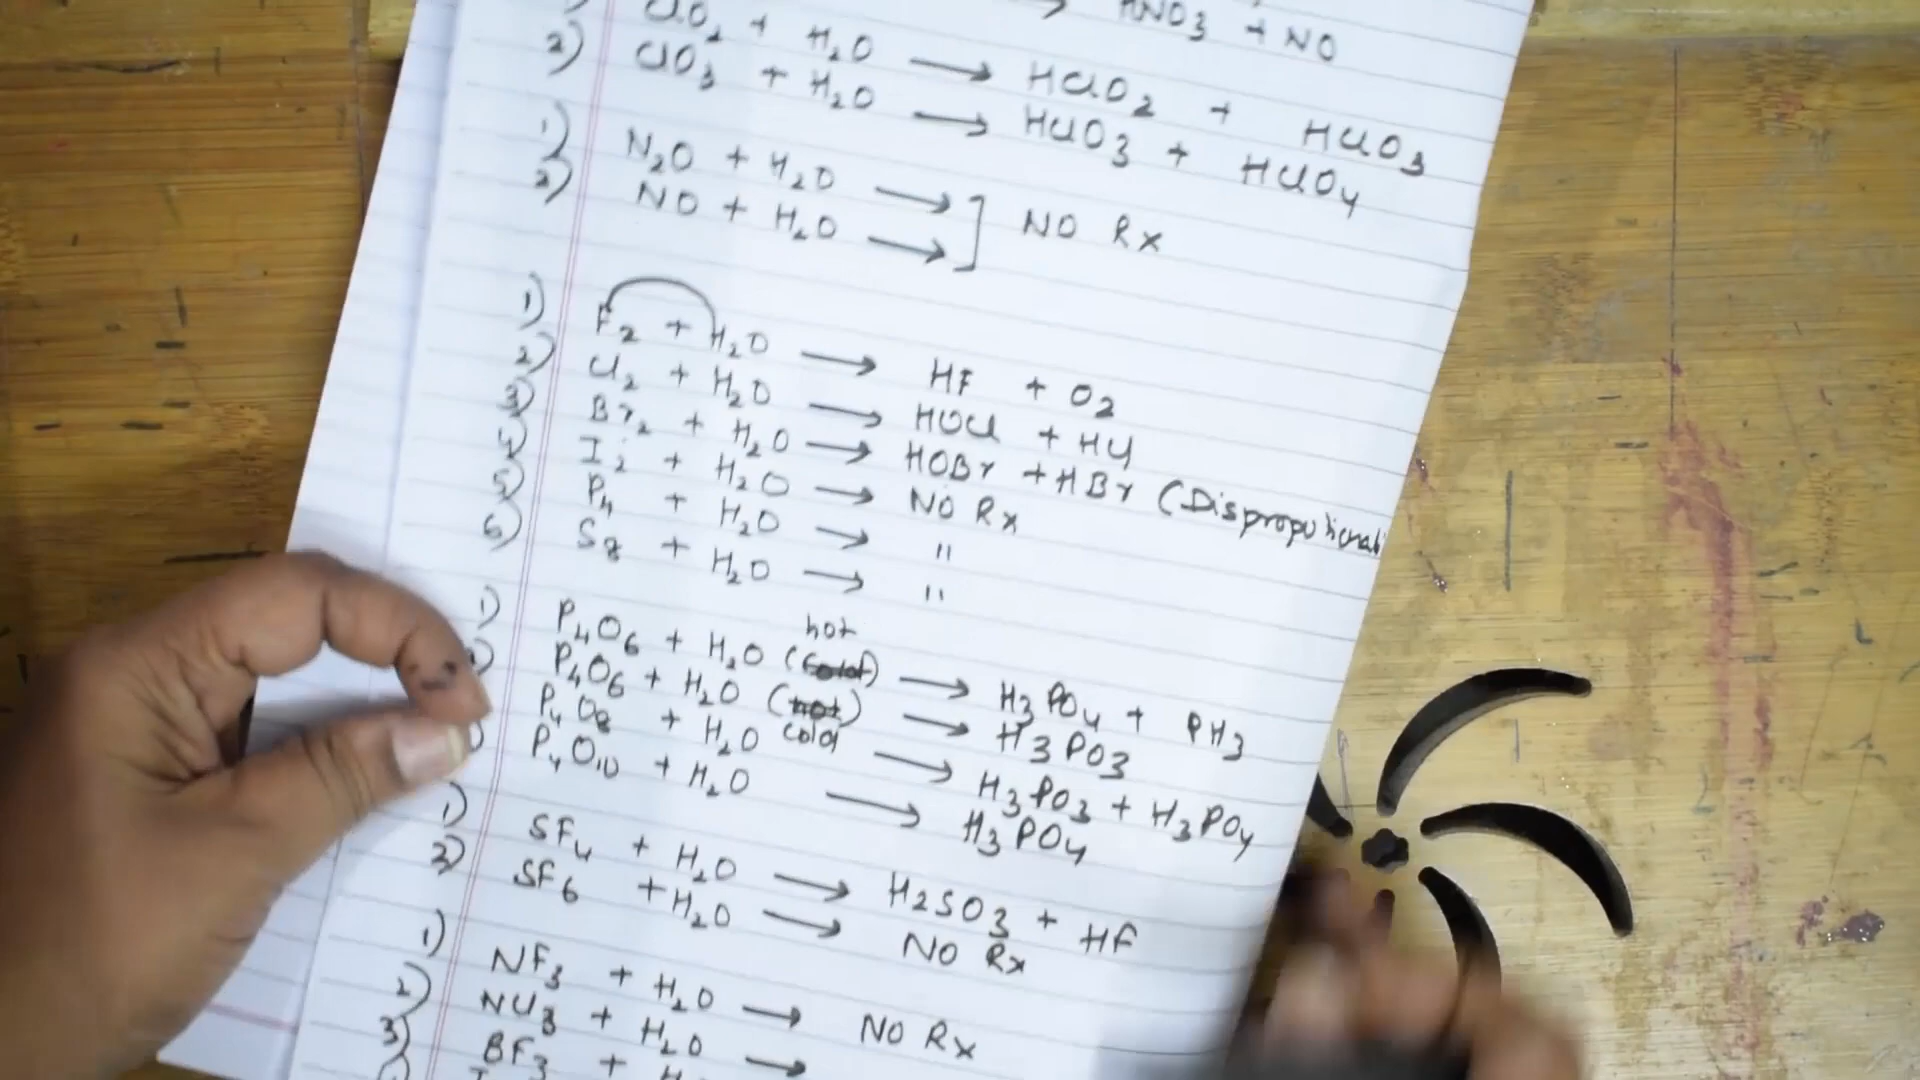 HNO3 + NO
ClO2 + H2O → HClO2 + HClO3
2) ClO3 + H2O → HClO3 + HClO4
1) N2O + H2O →
2) NO + H2O → ] NO Rx
1) F2 + H2O → HF + O2
2) Cl2 + H2O → HOCl + HCl
3) Br2 + H2O → HOBr + HBr (Disproportionati
4) I2 + H2O → NO Rx
5) P4 + H2O → "
6) S8 + H2O → "
hot
1) P4O6 + H2O (cold) → H3PO4 + PH3
2) P4O6 + H2O (hot) → H3PO3
cold
P4O8 + H2O → H3PO3 + H3PO4
P4O10 + H2O → H3PO4
1) SF4 + H2O → H2SO3 + HF
2) SF6 + H2O → NO Rx
1) NF3 + H2O → NO Rx
2) NCl3 + H2O →
3) BF3 + H